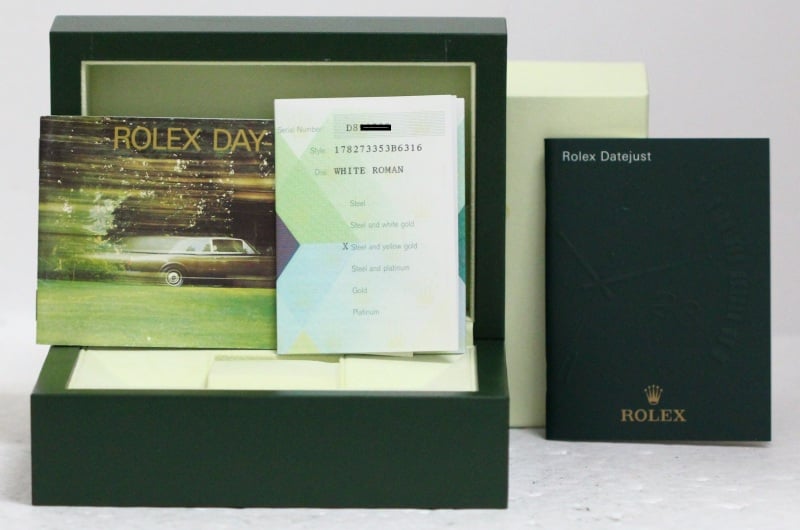 ROLEX DAY-
Serial Number: D8
Style: 178273353B6316
Dial: WHITE ROMAN
Steel
Steel and white gold
X Steel and yellow gold
Steel and platinum
Gold
Platinum
Rolex Datejust
ROLEX